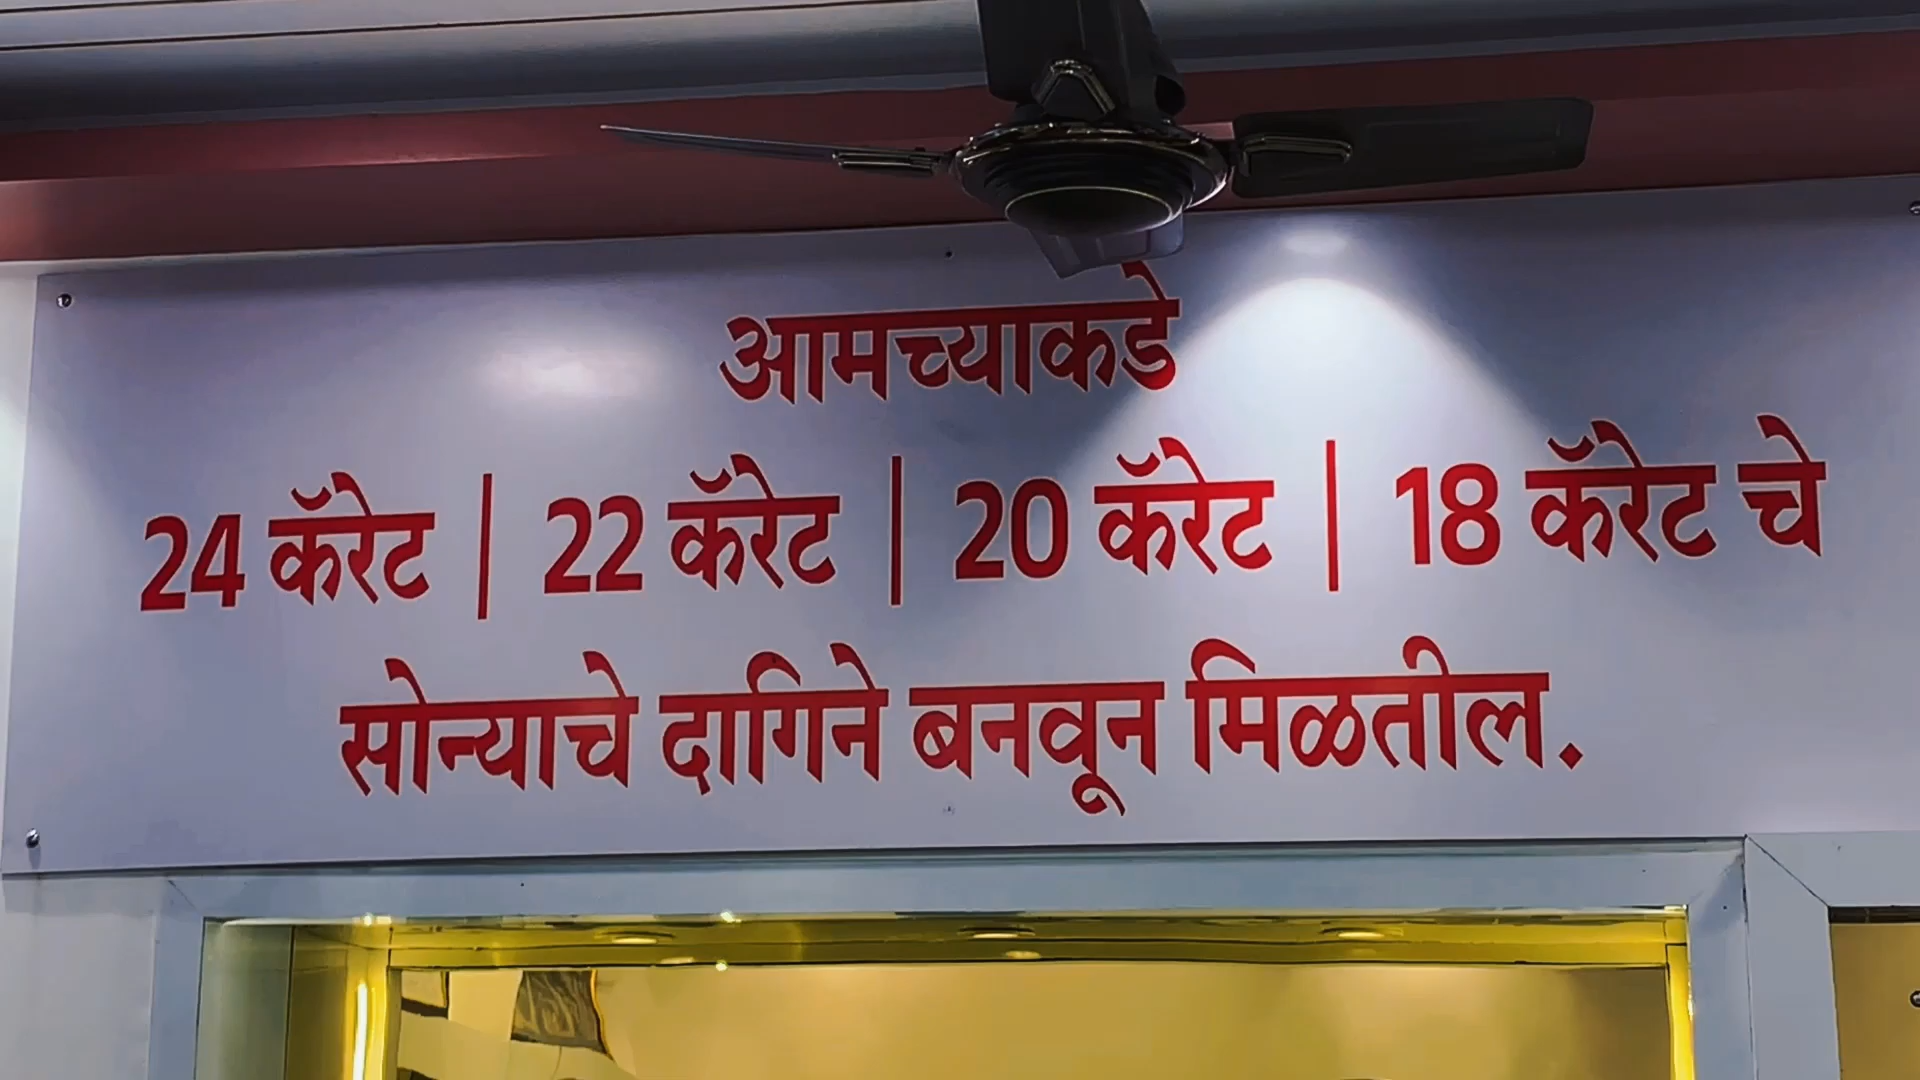 आमच्याकडे
24 कॅरेट | 22 कॅरेट | 20 कॅरेट | 18 कॅरेट चे
सोन्याचे दागिने बनवून मिळतील.